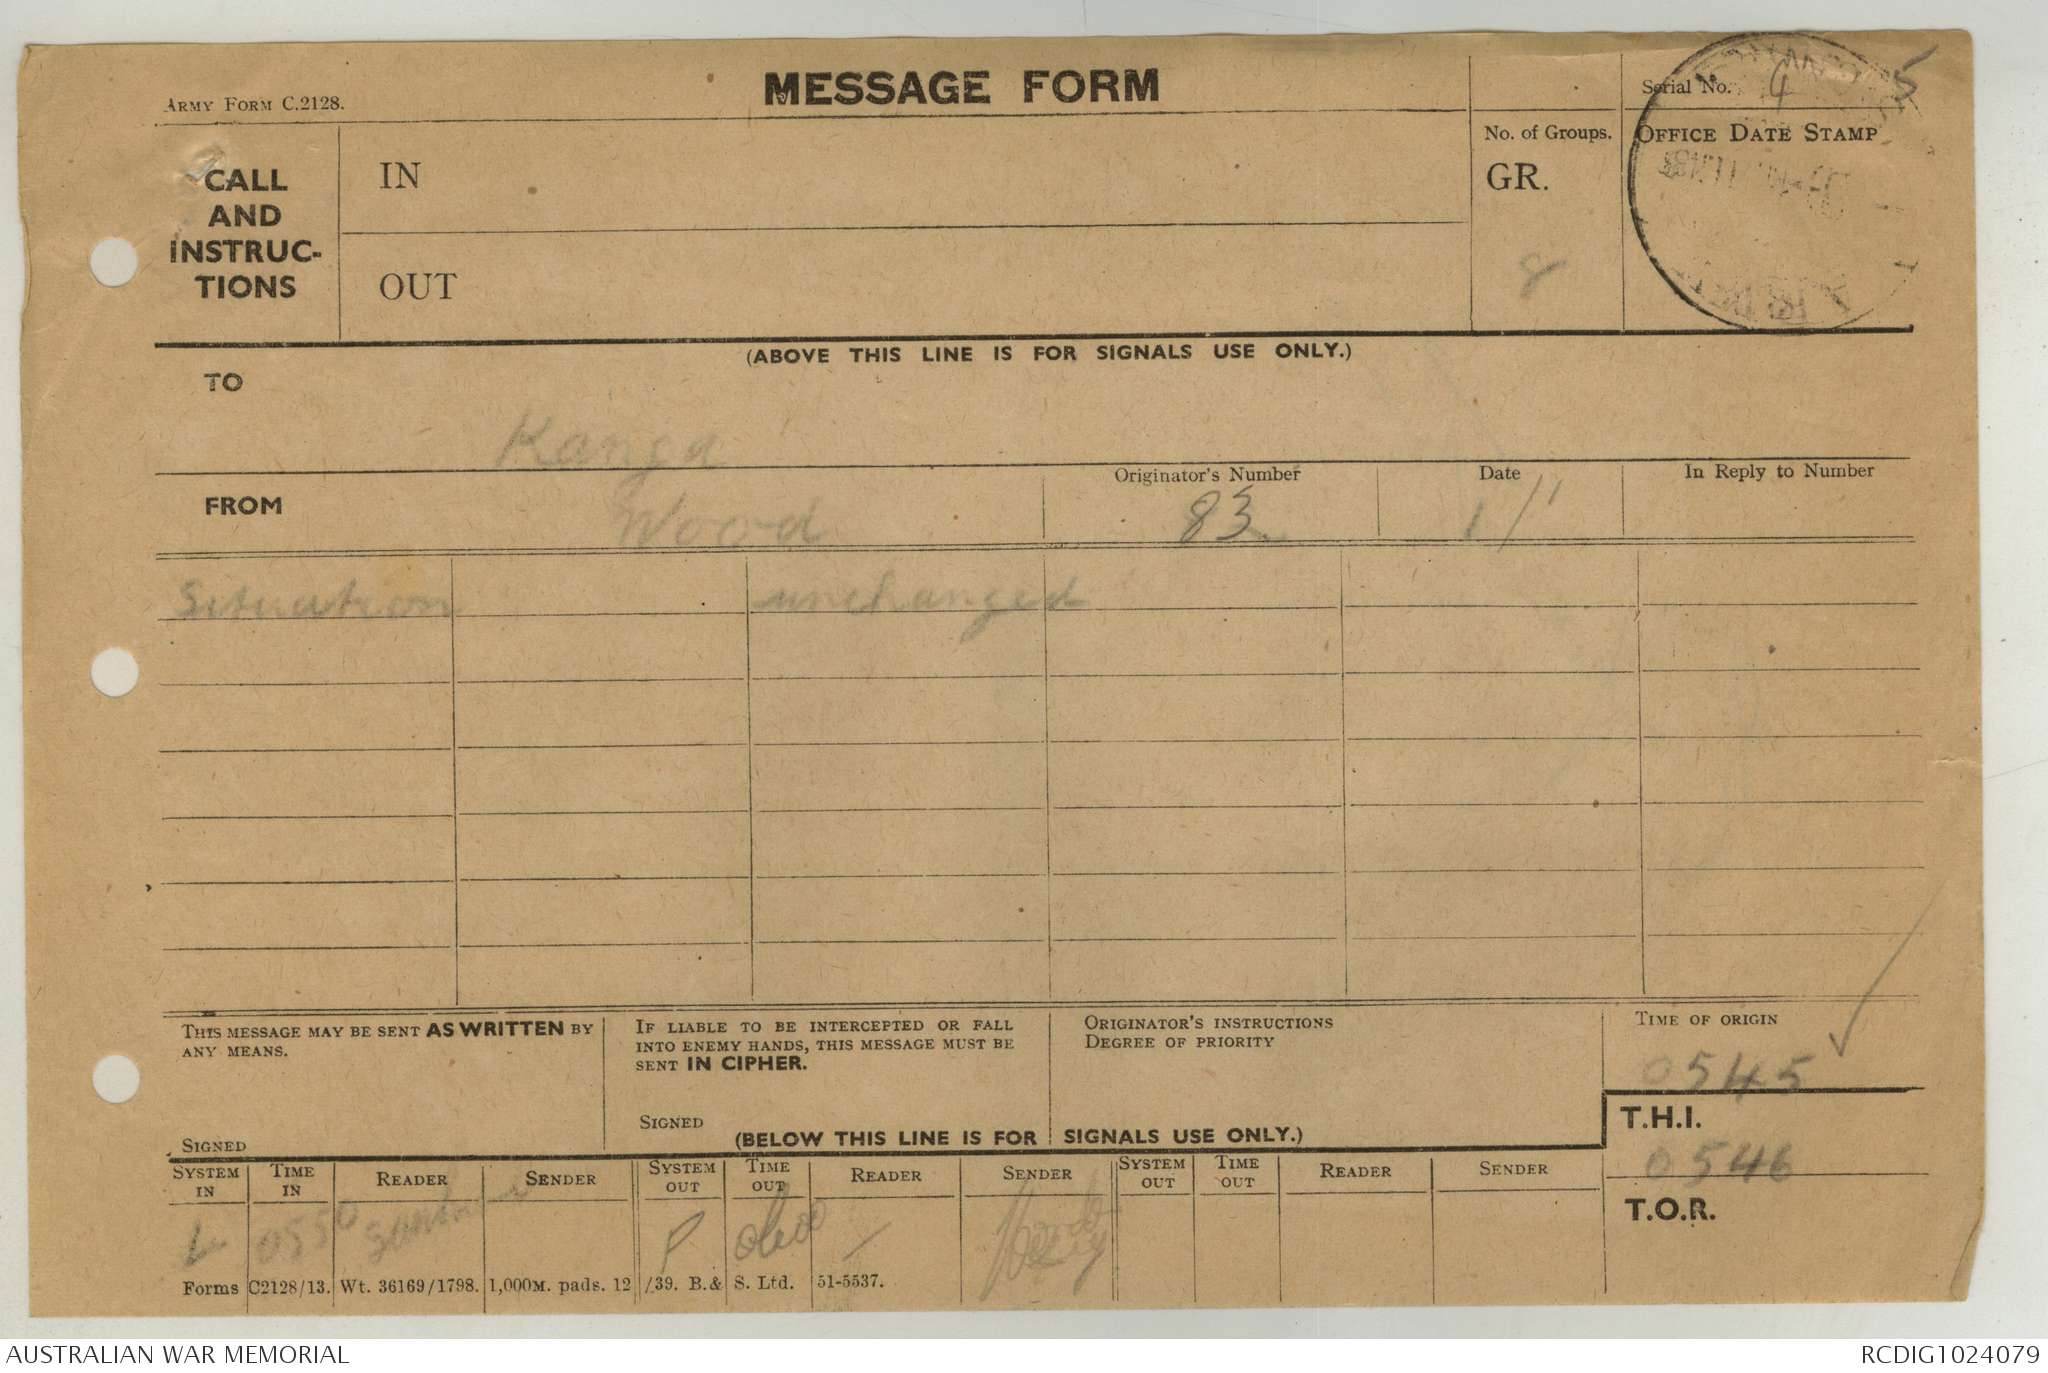 ARMY FORM C.2128.
MESSAGE FORM
Serial No. 4 5
CALL
AND
INSTRUC-
TIONS
IN
OUT
No. of Groups.
GR.
8
OFFICE DATE STAMP
(ABOVE THIS LINE IS FOR SIGNALS USE ONLY.)
TO
Kanga
FROM
Wood
Originator's Number
83
Date
1/11
In Reply to Number
Situation unchanged
THIS MESSAGE MAY BE SENT AS WRITTEN BY
ANY MEANS.
SIGNED
IF LIABLE TO BE INTERCEPTED OR FALL
INTO ENEMY HANDS, THIS MESSAGE MUST BE
SENT IN CIPHER.
SIGNED
ORIGINATOR'S INSTRUCTIONS
DEGREE OF PRIORITY
TIME OF ORIGIN
0545
(BELOW THIS LINE IS FOR SIGNALS USE ONLY.)
T.H.I.
0546
T.O.R.
SYSTEM IN TIME IN READER SENDER SYSTEM OUT TIME OUT READER SENDER SYSTEM OUT TIME OUT READER SENDER
L 0550 P 0600
Forms C2128/13. Wt. 36169/1798. 1,000M. pads. 12/39. B.& S. Ltd. 51-5537.
AUSTRALIAN WAR MEMORIAL
RCDIG1024079